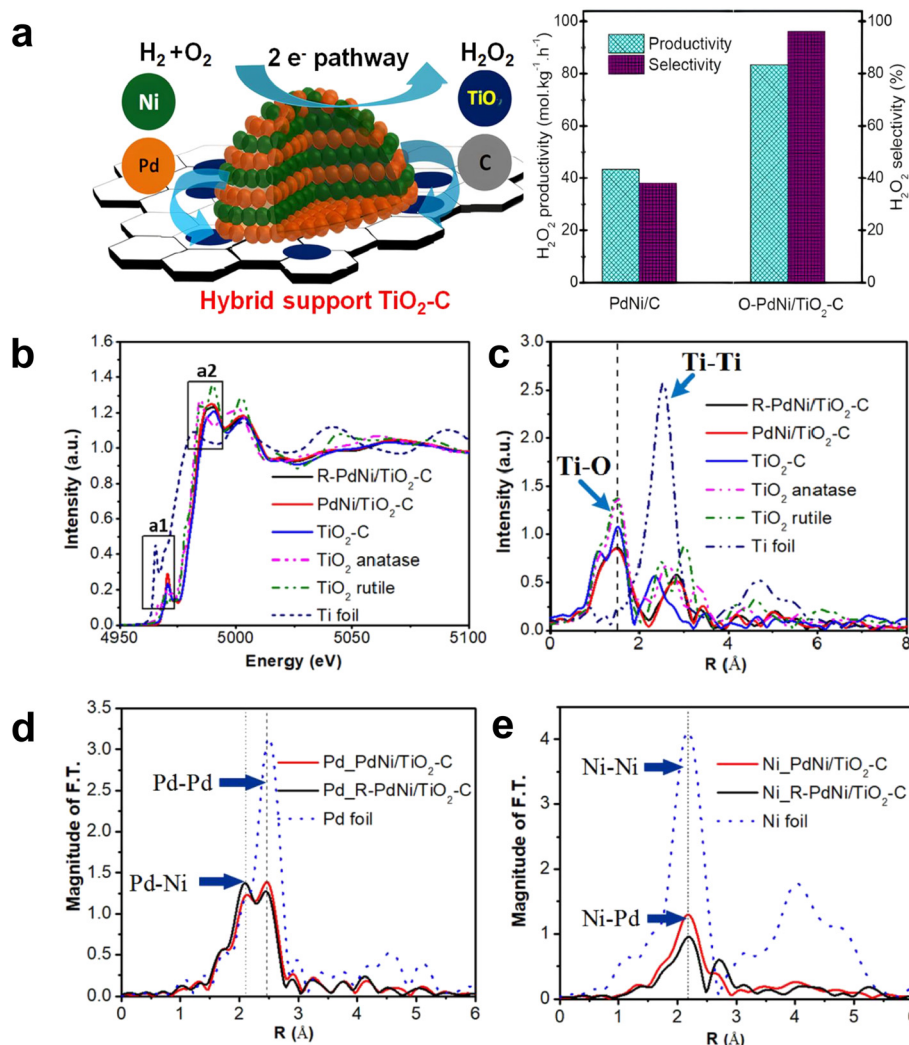 a
H2 +O2
2 e- pathway
H2O2
Ni
TiO2
Pd
C
Hybrid support TiO2-C
H2O2 productivity (mol.kg-1.h-1)
100
80
60
40
20
0
Productivity
Selectivity
100
80
60
40
20
0
H2O2 selectivity (%)
PdNi/C
O-PdNi/TiO2-C
b
Intensity (a.u.)
1.6
1.4
1.2
1.0
0.8
0.6
0.4
0.2
0.0
a2
a1
R-PdNi/TiO2-C
PdNi/TiO2-C
TiO2-C
TiO2 anatase
TiO2 rutile
Ti foil
4950
5000
5050
5100
Energy (eV)
c
Intensity (a.u.)
3.0
2.5
2.0
1.5
1.0
0.5
0.0
Ti-Ti
Ti-O
R-PdNi/TiO2-C
PdNi/TiO2-C
TiO2-C
TiO2 anatase
TiO2 rutile
Ti foil
0
2
4
6
8
R (Å)
d
Magnitude of F.T.
3.5
3.0
2.5
2.0
1.5
1.0
0.5
0.0
Pd-Pd
Pd-Ni
Pd_PdNi/TiO2-C
Pd_R-PdNi/TiO2-C
Pd foil
0
1
2
3
4
5
6
R (Å)
e
Magnitude of F.T.
4
3
2
1
0
Ni-Ni
Ni-Pd
Ni_PdNi/TiO2-C
Ni_R-PdNi/TiO2-C
Ni foil
0
1
2
3
4
5
6
R (Å)